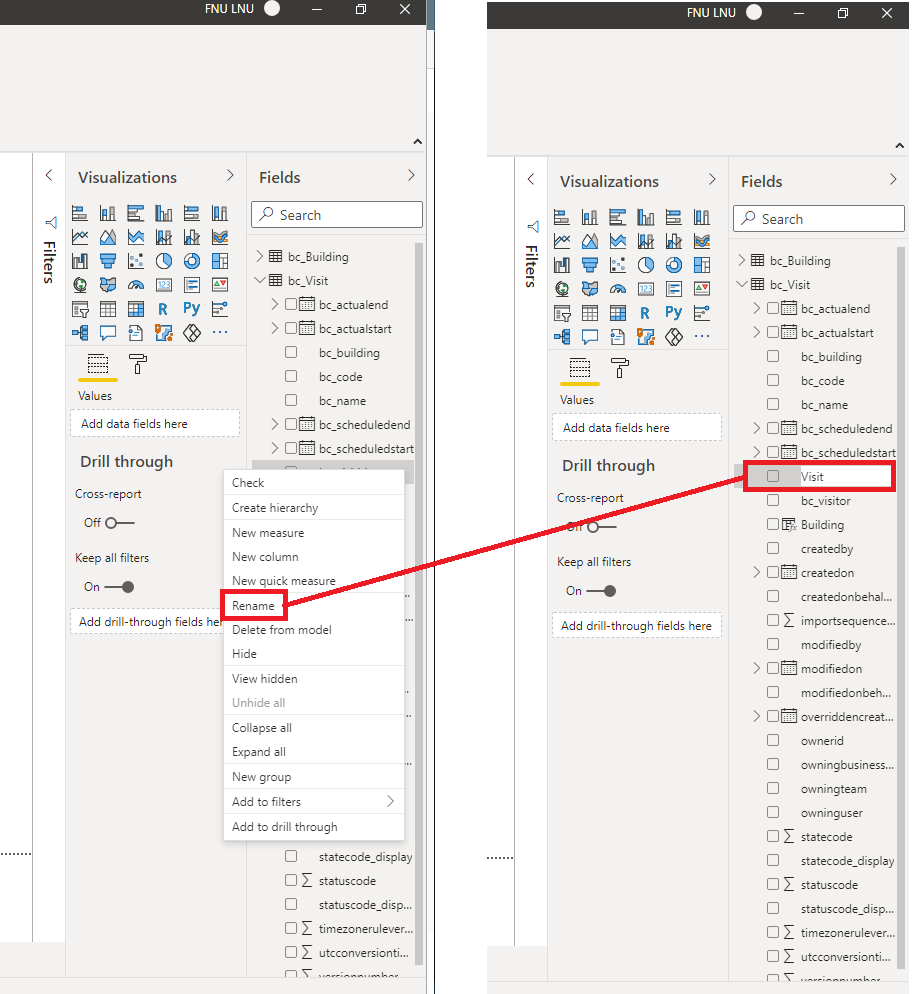 FNU LNU
Visualizations
Fields
Search
Filters
bc_Building
bc_Visit
bc_actualend
bc_actualstart
bc_building
bc_code
bc_name
bc_scheduledend
bc_scheduledstart
123
R
Py
...
Values
Add data fields here
Drill through
Cross-report
Off
Keep all filters
On
Add drill-through fields her
Check
Create hierarchy
New measure
New column
New quick measure
Rename
Delete from model
Hide
View hidden
Unhide all
Collapse all
Expand all
New group
Add to filters
Add to drill through
statecode_display
Σ statuscode
statuscode_disp...
Σ timezonerulever...
Σ utcconversionti...
Σ versionnumber
FNU LNU
Visualizations
Fields
Search
Filters
123
R
Py
...
Values
Add data fields here
Drill through
Cross-report
Off
Keep all filters
On
Add drill-through fields here
bc_Building
bc_Visit
bc_actualend
bc_actualstart
bc_building
bc_code
bc_name
bc_scheduledend
bc_scheduledstart
Visit
bc_visitor
Building
createdby
createdon
createdonbehal...
Σ importsequence...
modifiedby
modifiedon
modifiedonbeh...
overriddencreat...
ownerid
owningbusiness...
owningteam
owninguser
Σ statecode
statecode_display
Σ statuscode
statuscode_disp...
Σ timezonerulever...
Σ utcconversionti...
Σ versionnumber